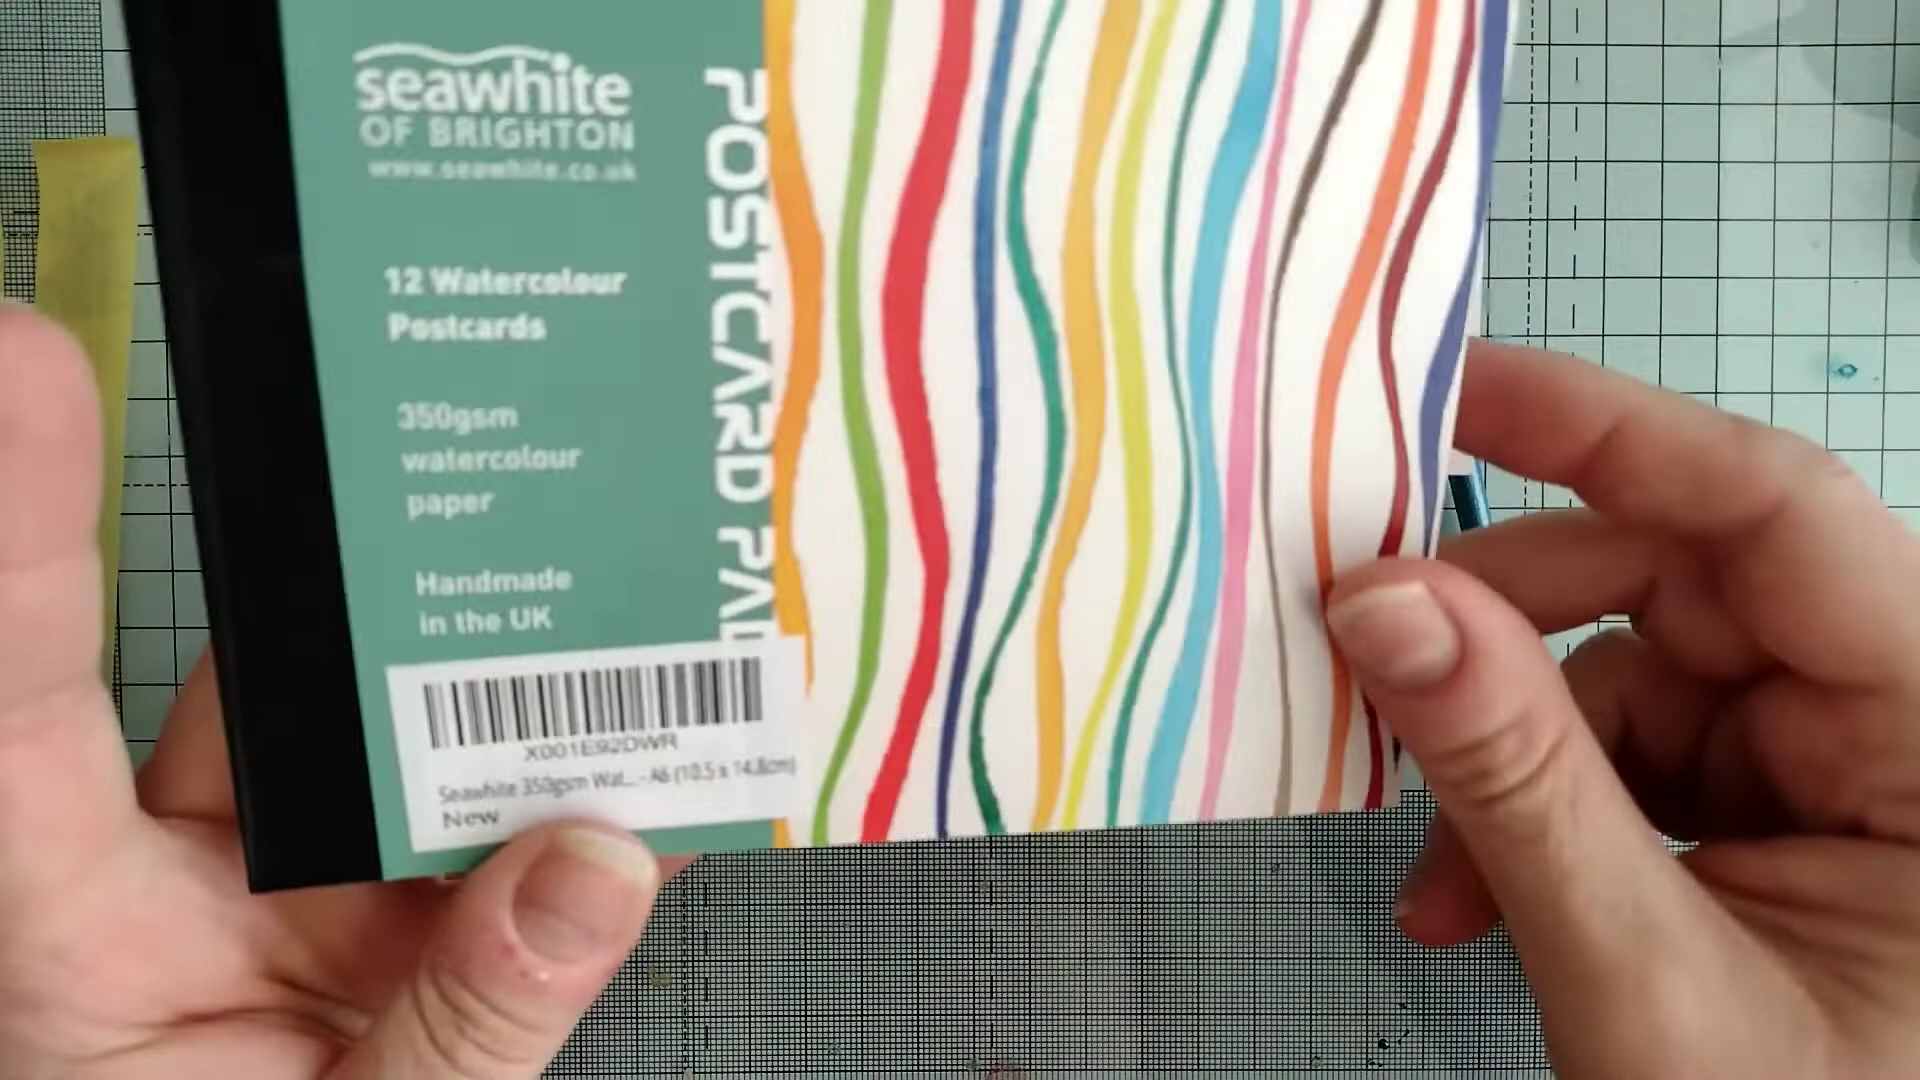 seawhite
OF BRIGHTON
www.seawhite.co.uk
12 Watercolour
Postcards
350gsm
watercolour
paper
Handmade
in the UK
POSTCARD PAD
X001E92DWR
Seawhite 350gsm Wat... - A6 (10.5 x 14.8cm)
New